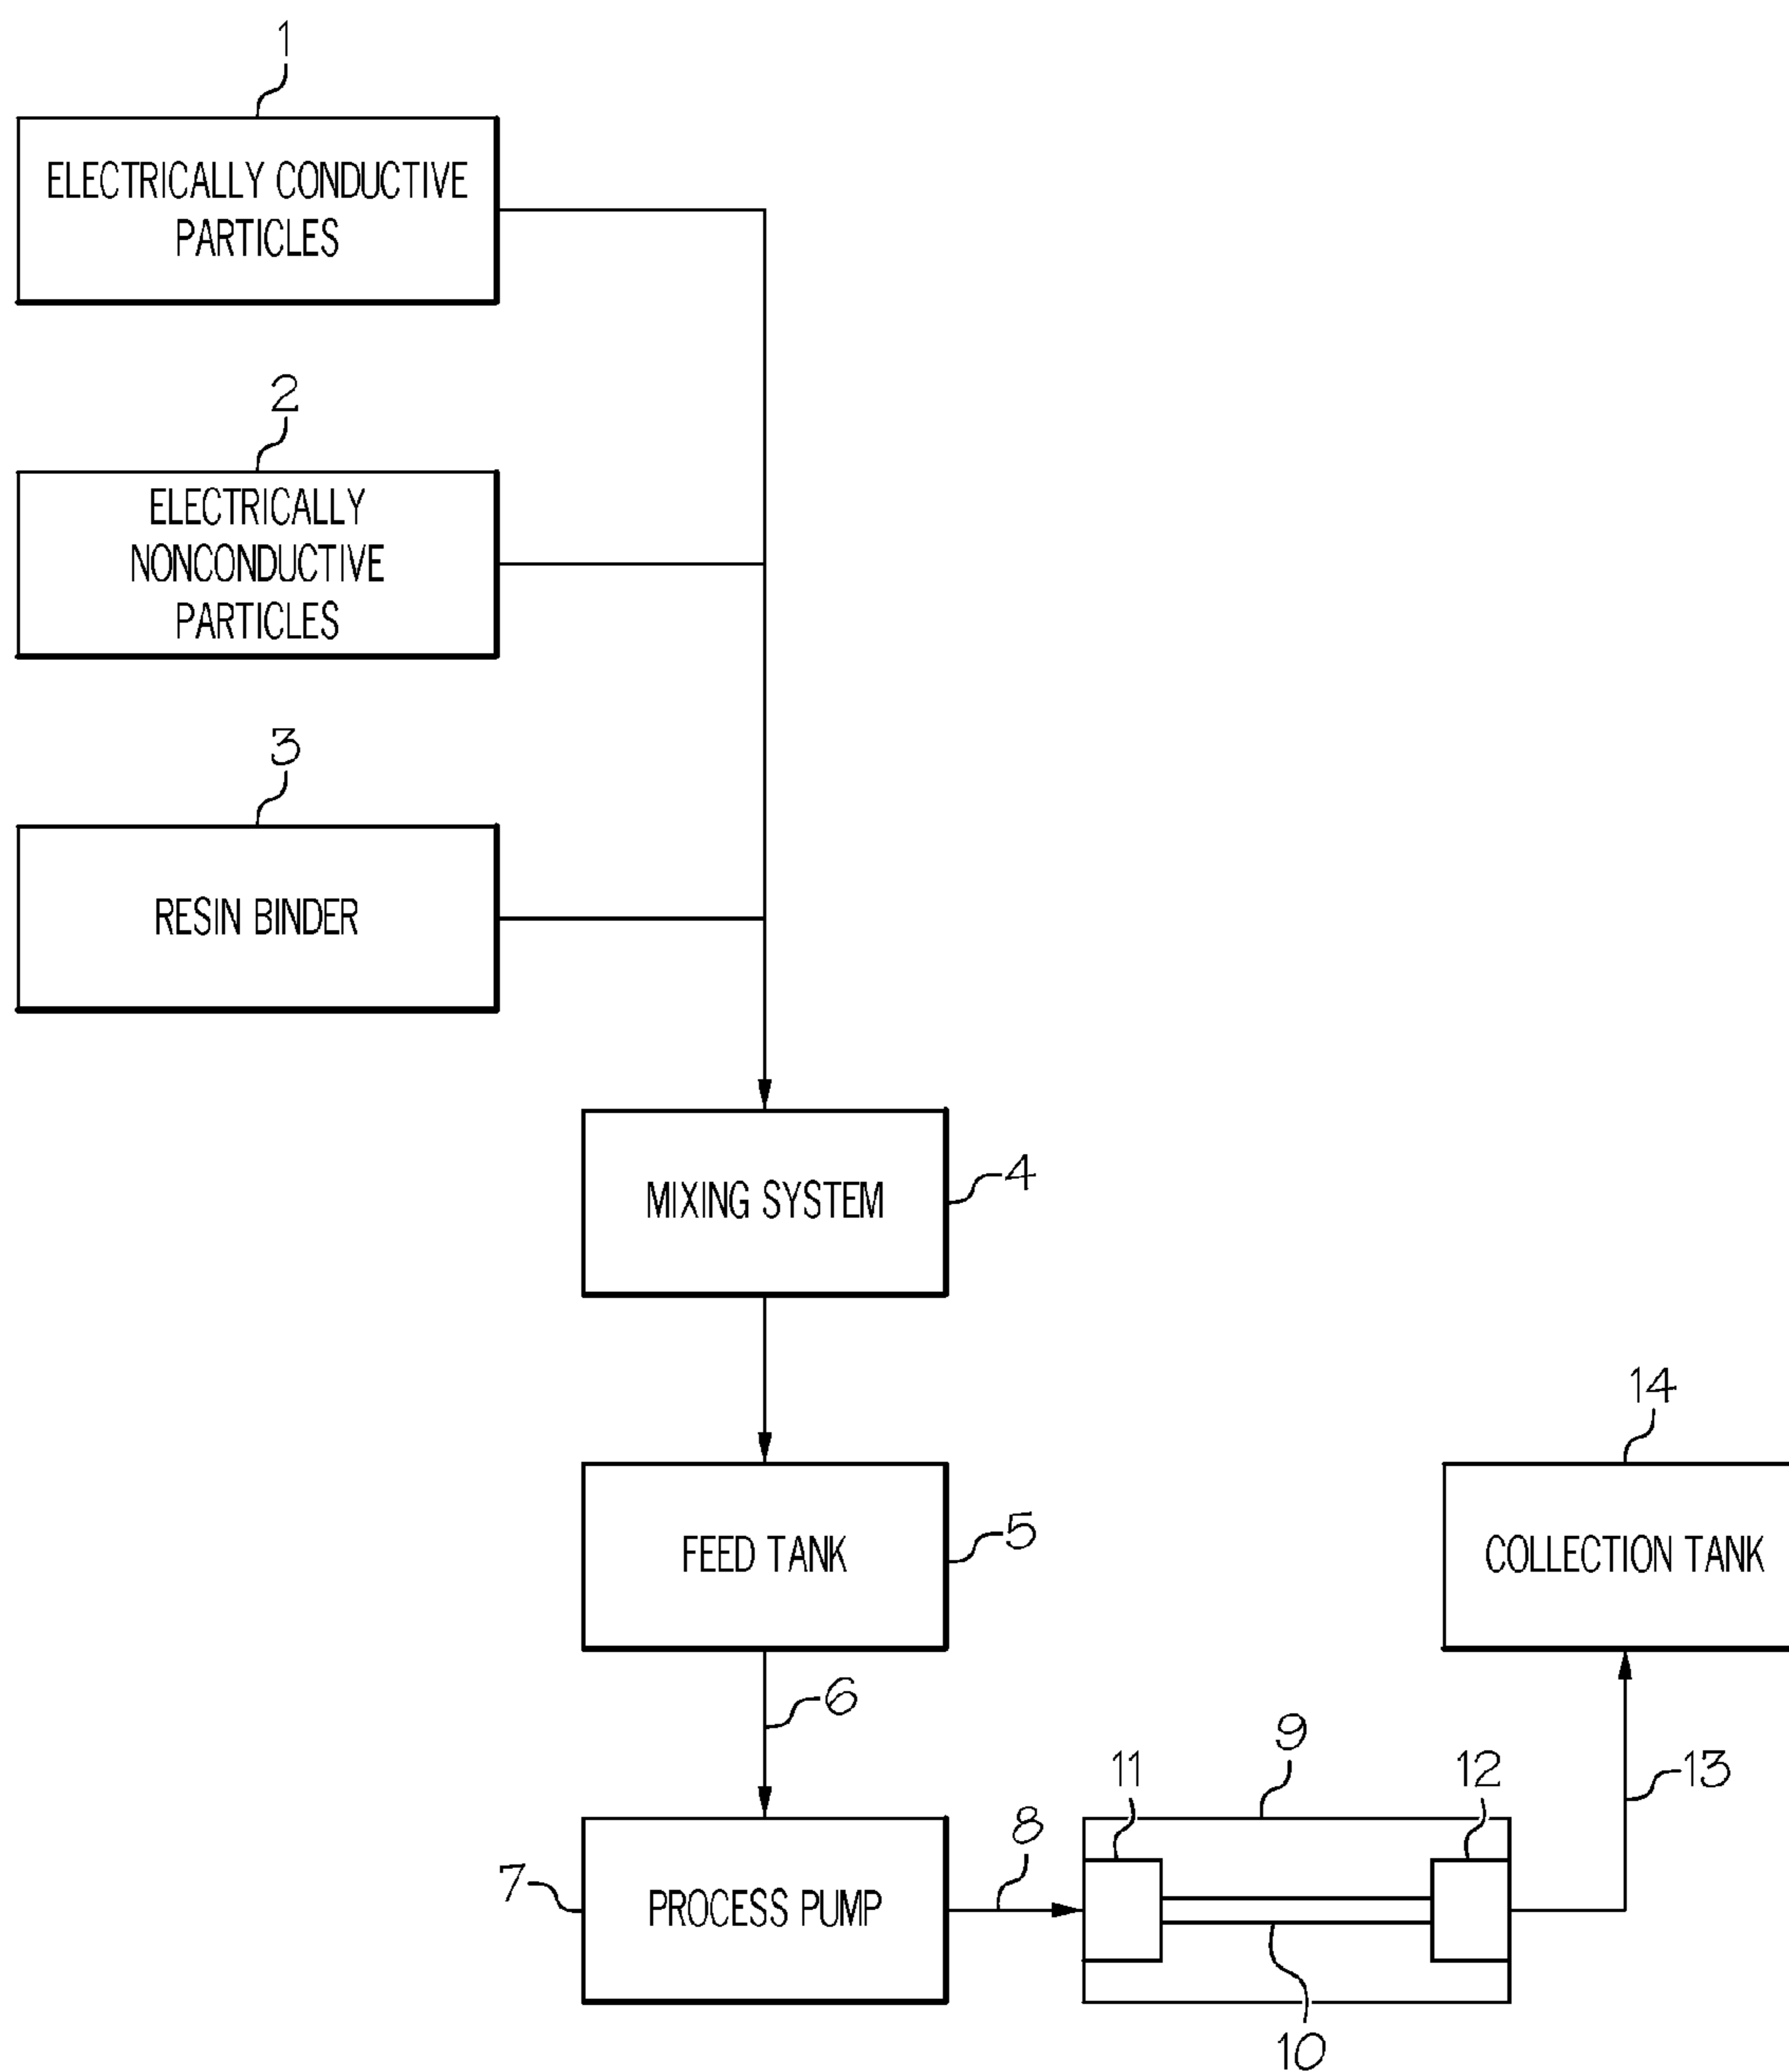 1
ELECTRICALLY CONDUCTIVE
PARTICLES
2
ELECTRICALLY
NONCONDUCTIVE
PARTICLES
3
RESIN BINDER
MIXING SYSTEM
4
14
FEED TANK
5
COLLECTION TANK
6
9
11
12
13
8
7
PROCESS PUMP
10